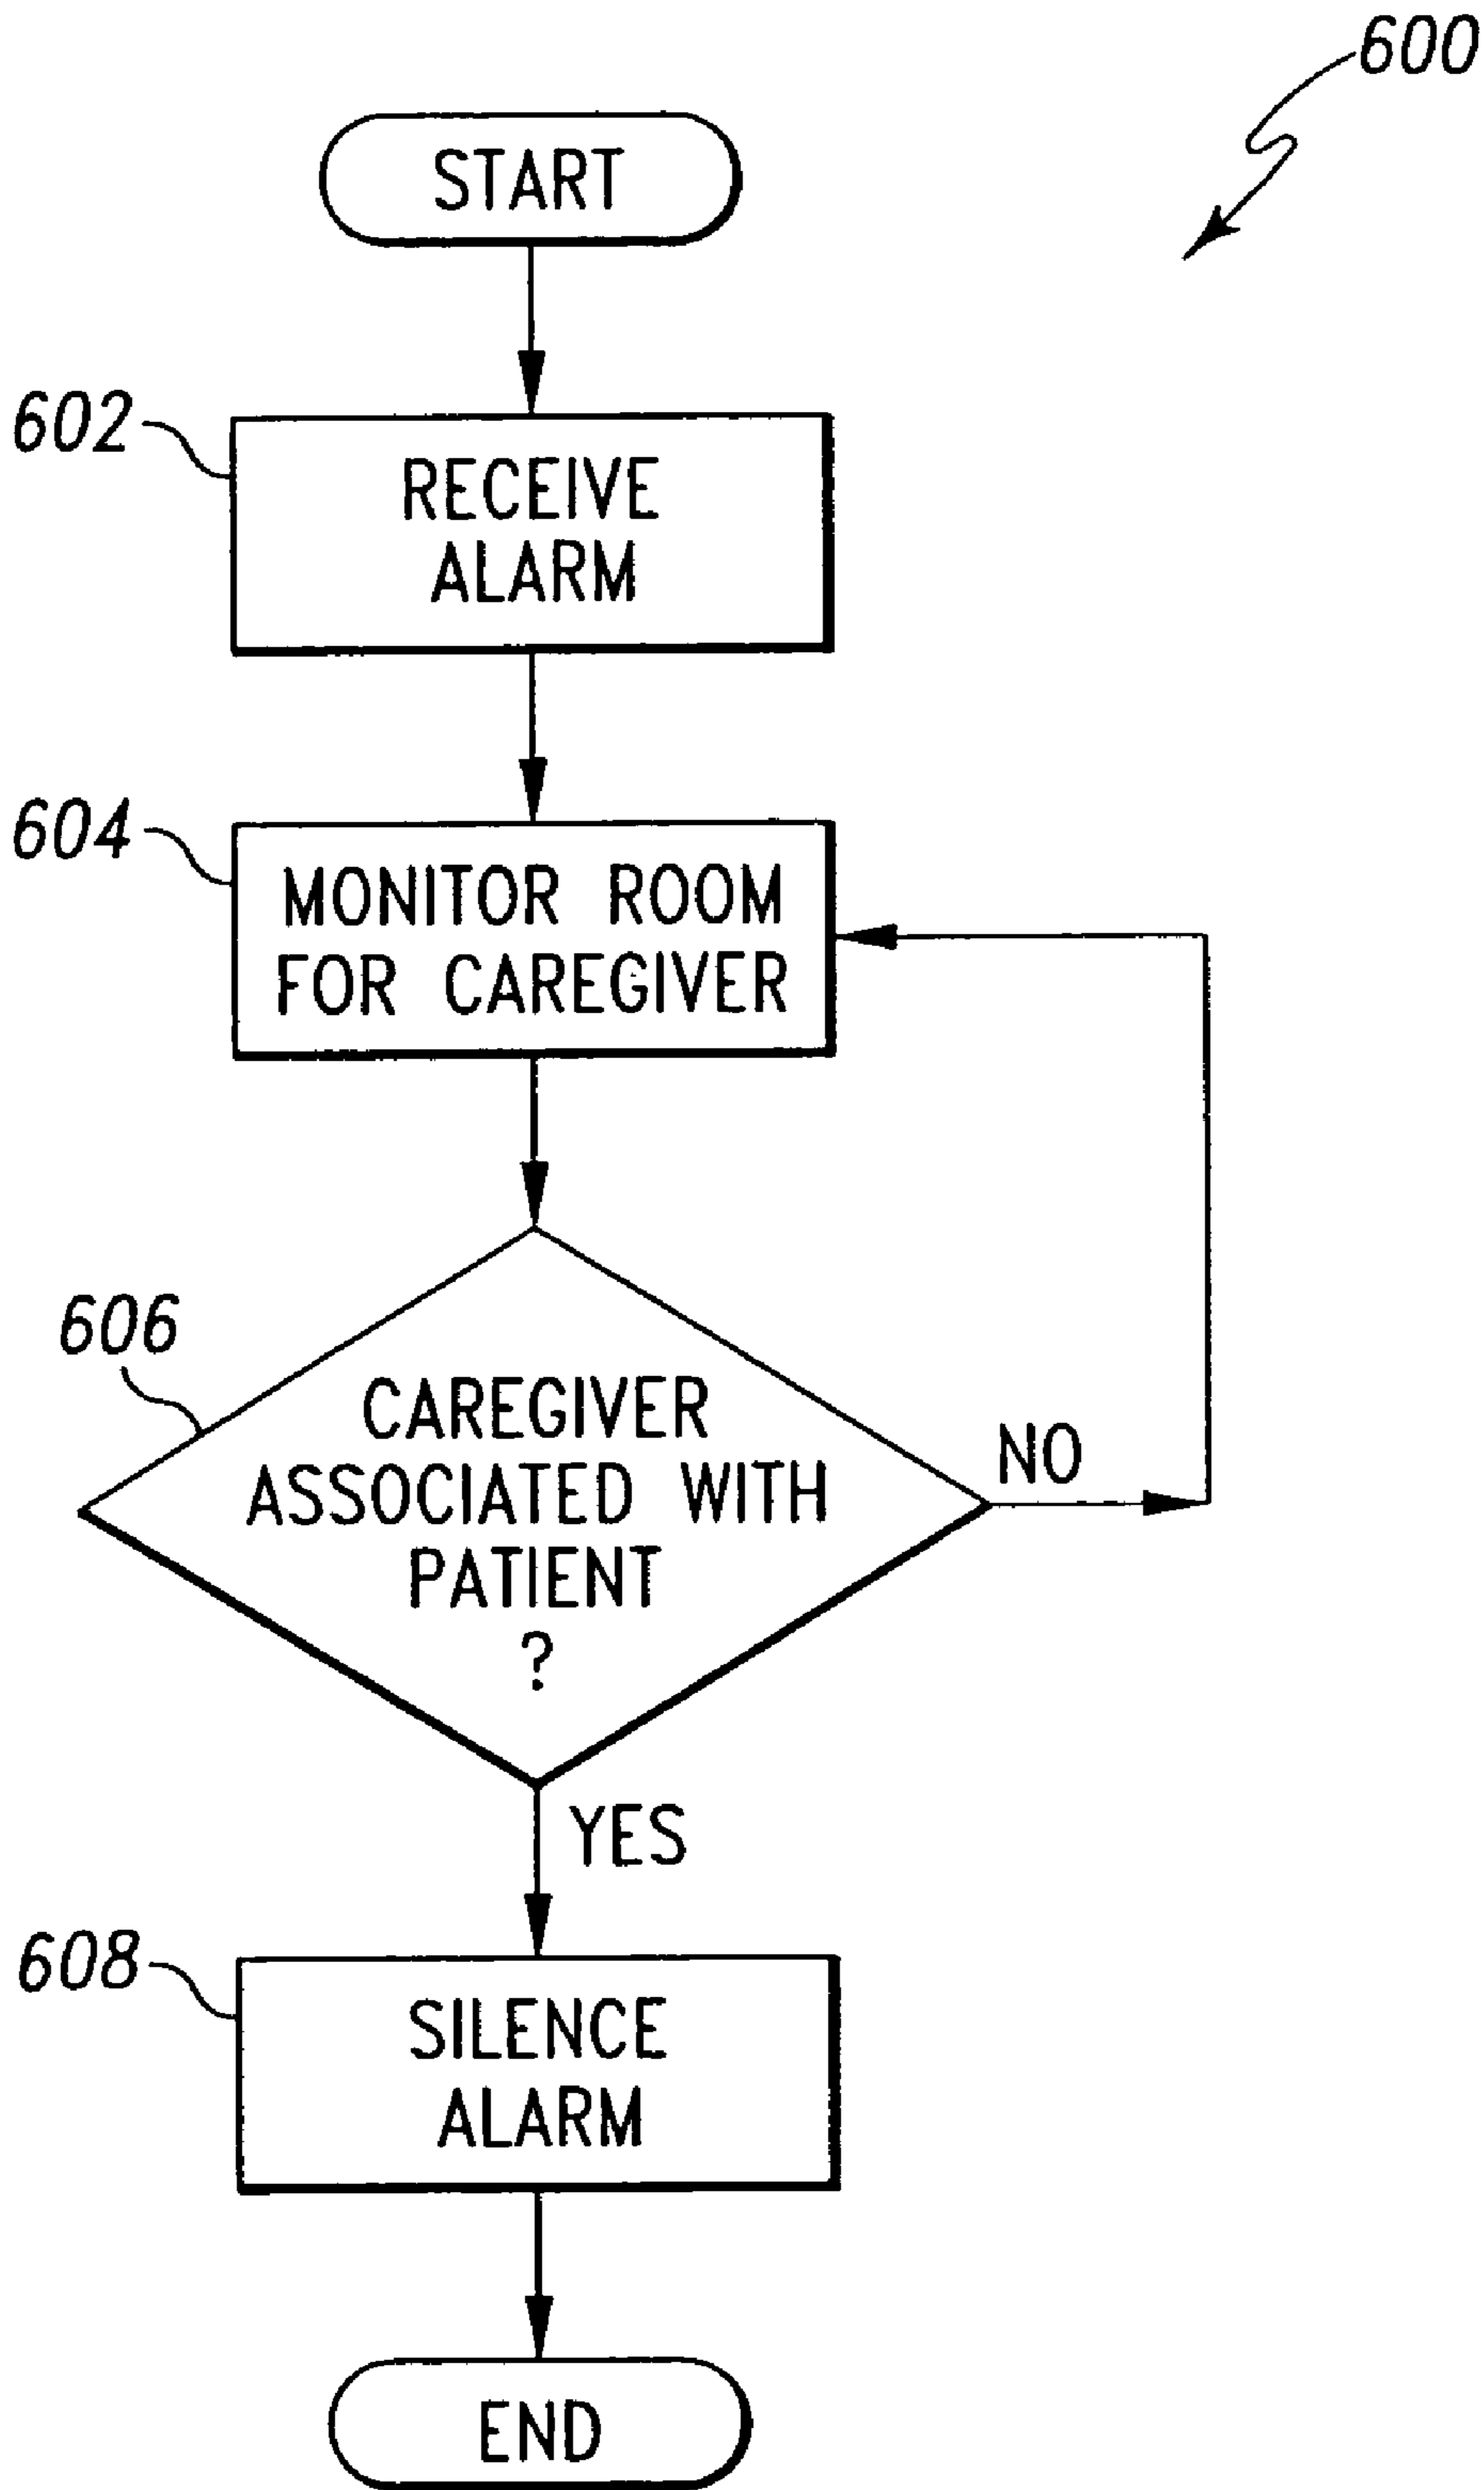 600
START
602
RECEIVE
ALARM
604
MONITOR ROOM
FOR CAREGIVER
606
CAREGIVER
ASSOCIATED WITH
PATIENT
?
NO
YES
608
SILENCE
ALARM
END